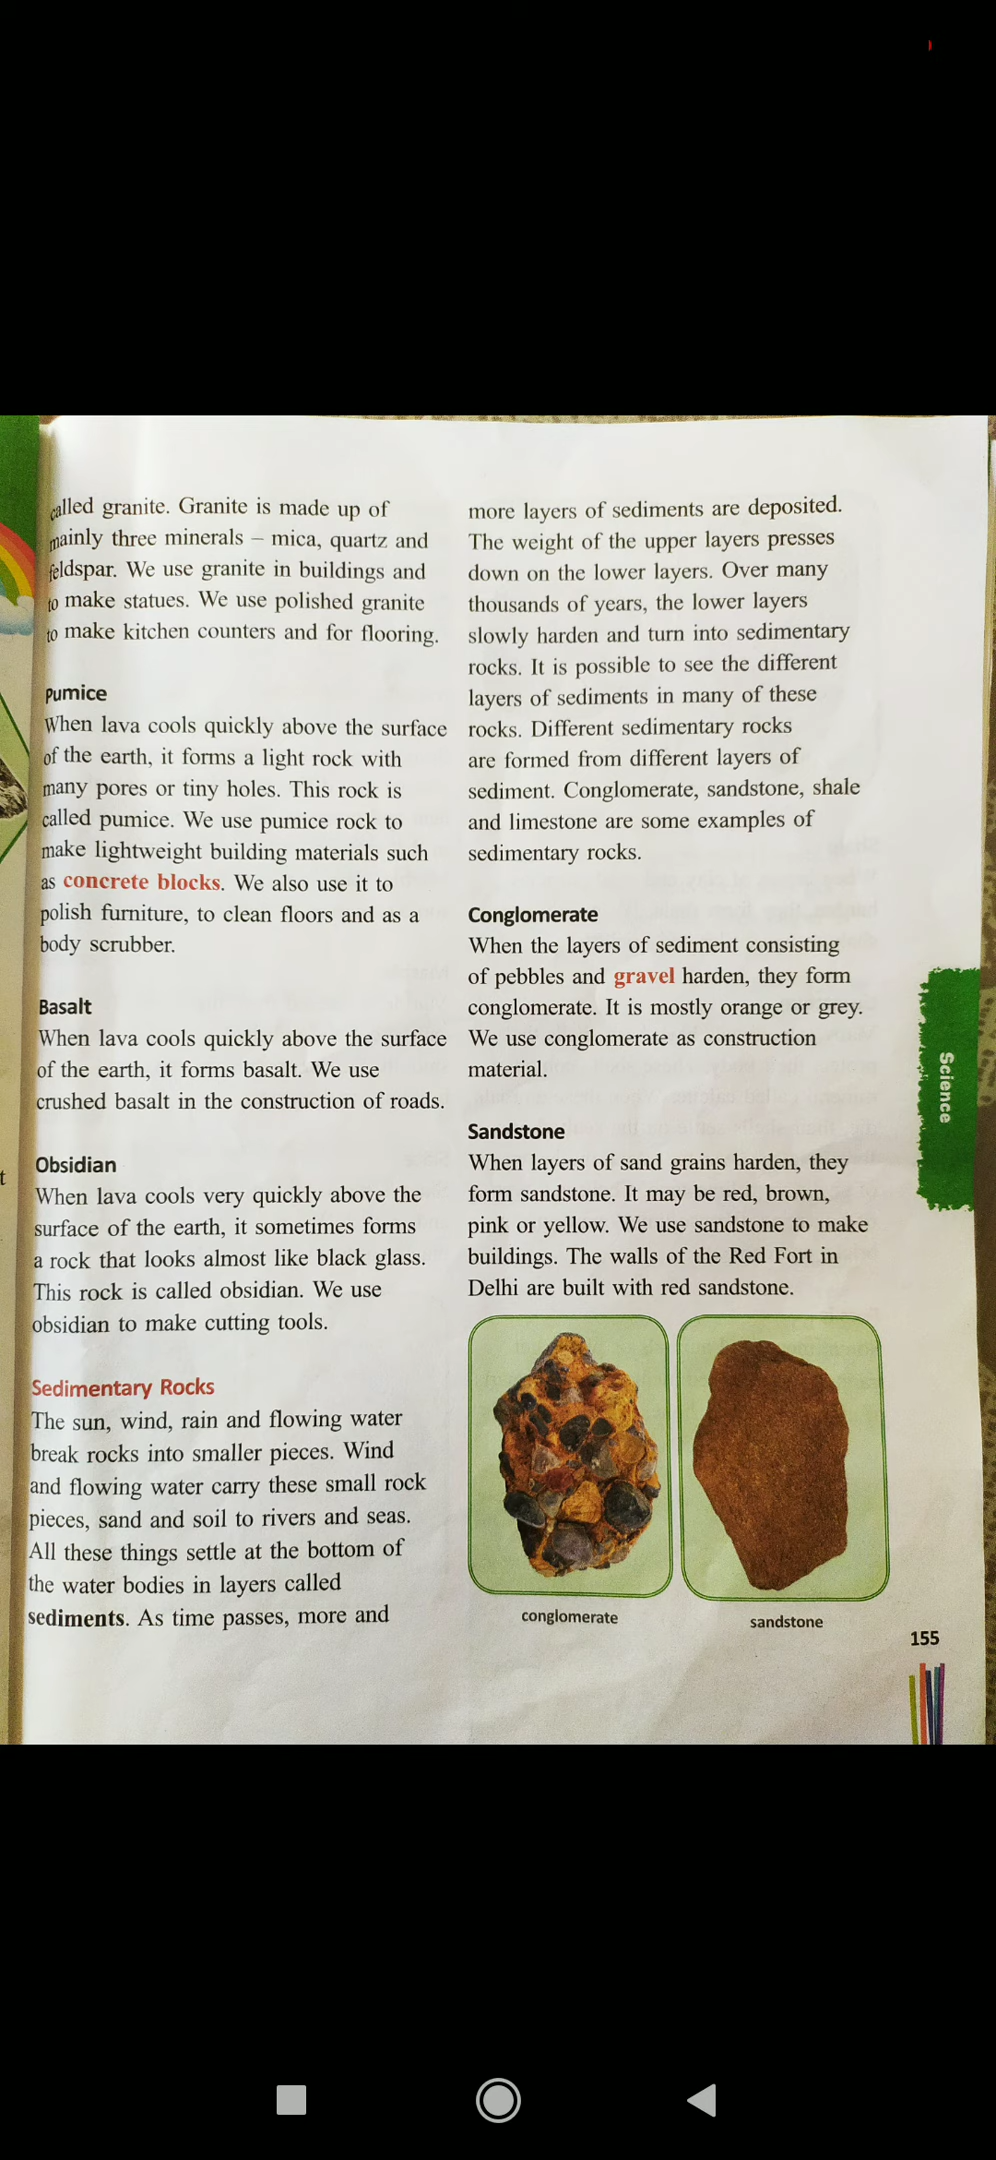 called granite. Granite is made up of
mainly three minerals – mica, quartz and
feldspar. We use granite in buildings and
to make statues. We use polished granite
to make kitchen counters and for flooring.
Pumice
When lava cools quickly above the surface
of the earth, it forms a light rock with
many pores or tiny holes. This rock is
called pumice. We use pumice rock to
make lightweight building materials such
as concrete blocks. We also use it to
polish furniture, to clean floors and as a
body scrubber.
Basalt
When lava cools quickly above the surface
of the earth, it forms basalt. We use
crushed basalt in the construction of roads.
Obsidian
When lava cools very quickly above the
surface of the earth, it sometimes forms
a rock that looks almost like black glass.
This rock is called obsidian. We use
obsidian to make cutting tools.
Sedimentary Rocks
The sun, wind, rain and flowing water
break rocks into smaller pieces. Wind
and flowing water carry these small rock
pieces, sand and soil to rivers and seas.
All these things settle at the bottom of
the water bodies in layers called
sediments. As time passes, more and
more layers of sediments are deposited.
The weight of the upper layers presses
down on the lower layers. Over many
thousands of years, the lower layers
slowly harden and turn into sedimentary
rocks. It is possible to see the different
layers of sediments in many of these
rocks. Different sedimentary rocks
are formed from different layers of
sediment. Conglomerate, sandstone, shale
and limestone are some examples of
sedimentary rocks.
Conglomerate
When the layers of sediment consisting
of pebbles and gravel harden, they form
conglomerate. It is mostly orange or grey.
We use conglomerate as construction
material.
Sandstone
When layers of sand grains harden, they
form sandstone. It may be red, brown,
pink or yellow. We use sandstone to make
buildings. The walls of the Red Fort in
Delhi are built with red sandstone.
conglomerate
sandstone
Science
155